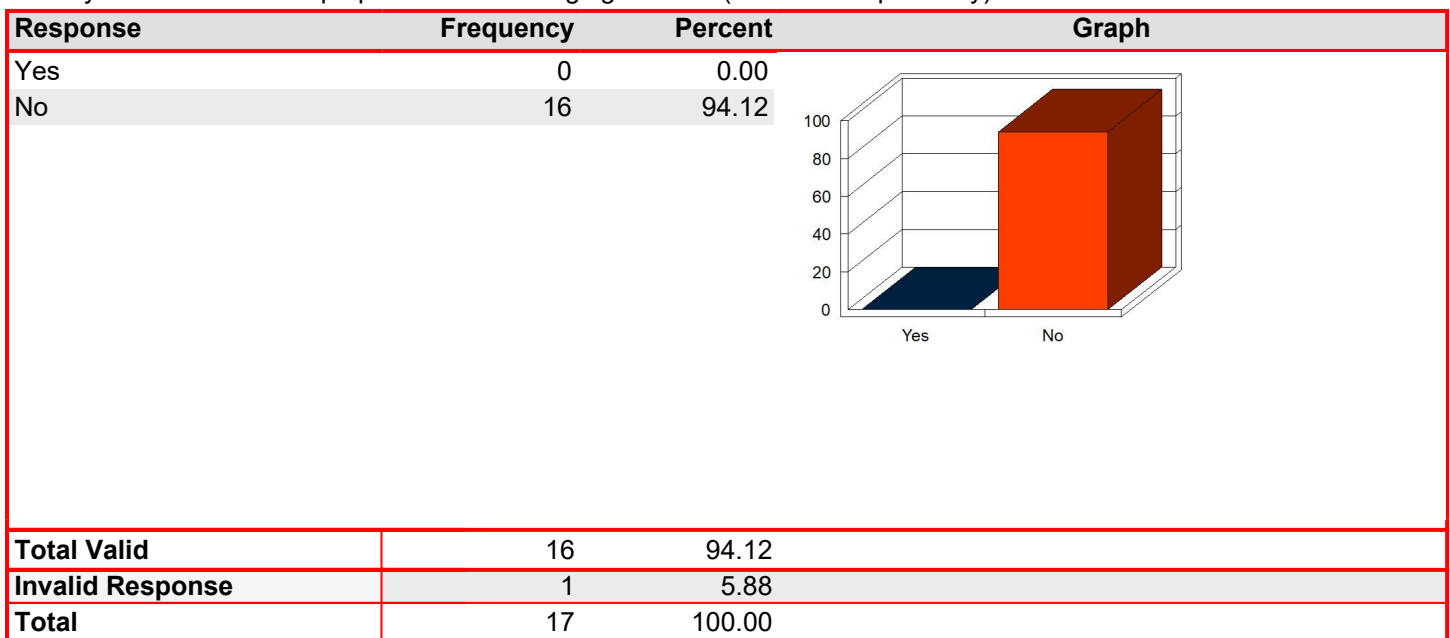 Response Frequency Percent Graph
Yes 0 0.00
No 16 94.12
100
80
60
40
20
0
Yes No
Total Valid 16 94.12
Invalid Response 1 5.88
Total 17 100.00